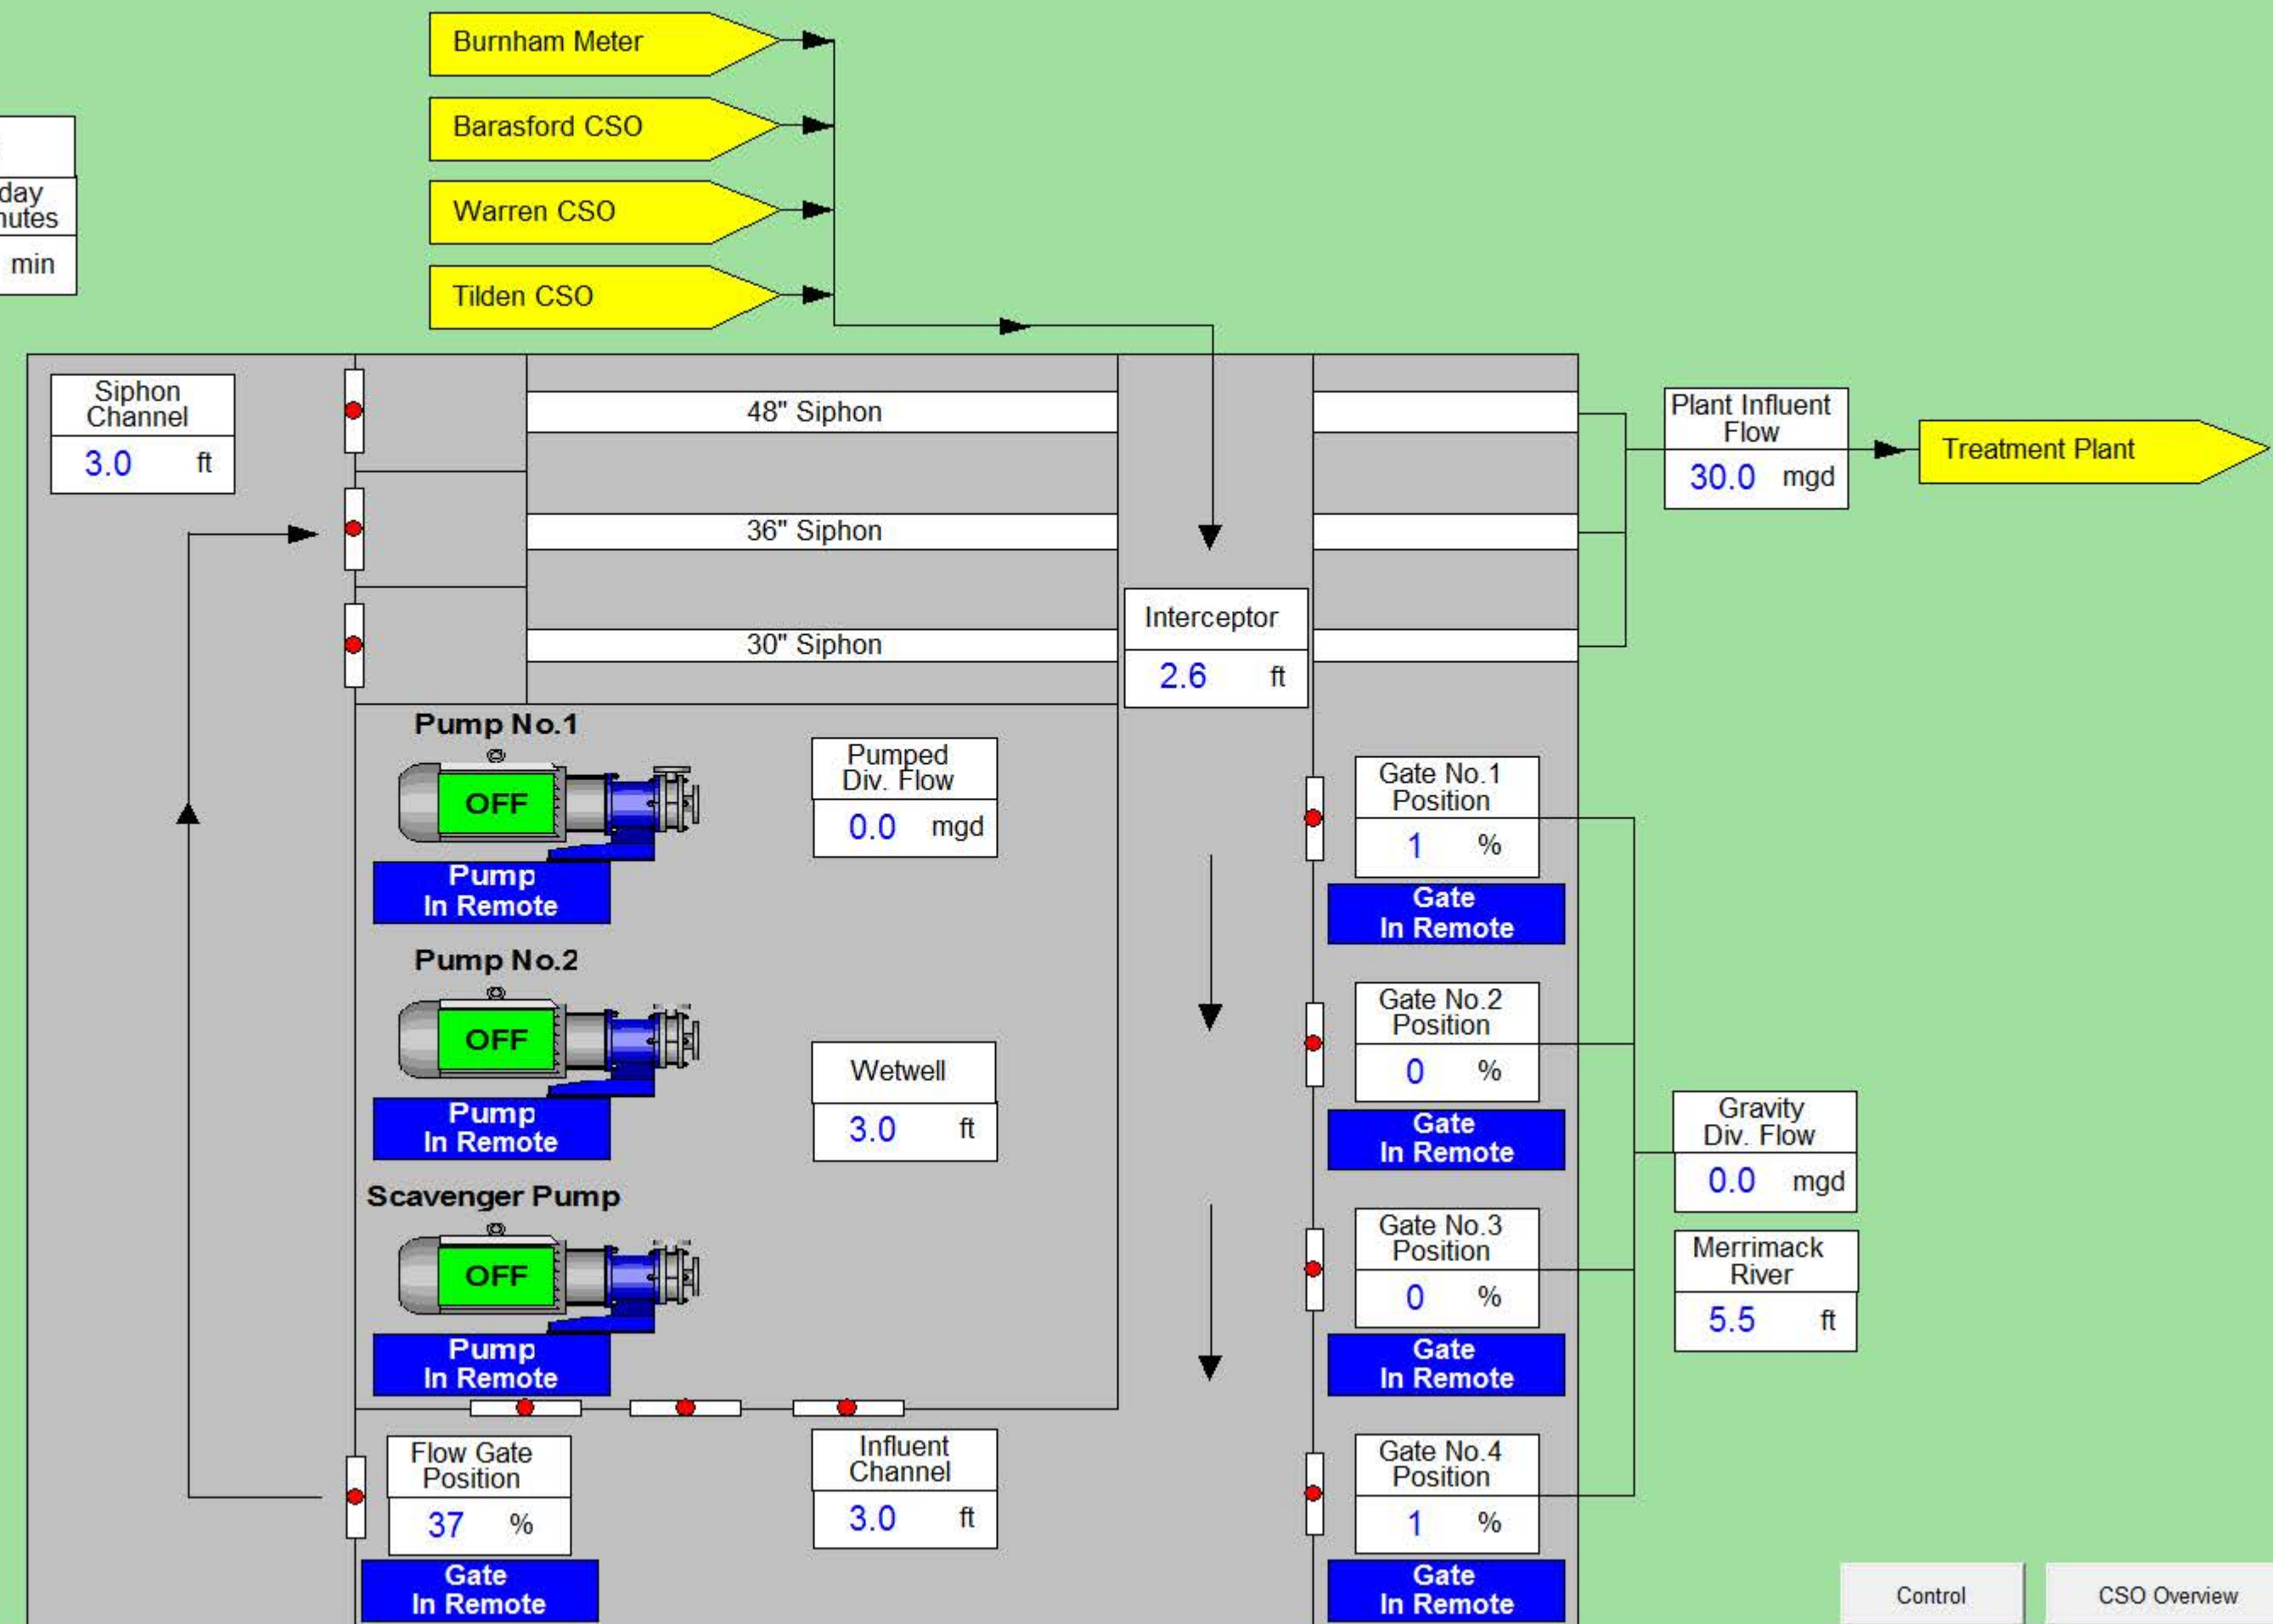 Burnham Meter
Barasford CSO
day
min
Warren CSO
Tilden CSO
Siphon
Channel
3.0 ft
48" Siphon
Plant Influent
Flow
30.0 mgd
Treatment Plant
36" Siphon
30" Siphon
Interceptor
2.6 ft
Pump No.1
OFF
Pump
In Remote
Pumped
Div. Flow
0.0 mgd
Gate No.1
Position
1 %
Gate
In Remote
Pump No.2
OFF
Pump
In Remote
Wetwell
3.0 ft
Gate No.2
Position
0 %
Gate
In Remote
Gravity
Div. Flow
0.0 mgd
Scavenger Pump
OFF
Pump
In Remote
Gate No.3
Position
0 %
Gate
In Remote
Merrimack
River
5.5 ft
Flow Gate
Position
37 %
Gate
In Remote
Influent
Channel
3.0 ft
Gate No.4
Position
1 %
Gate
In Remote
Control
CSO Overview